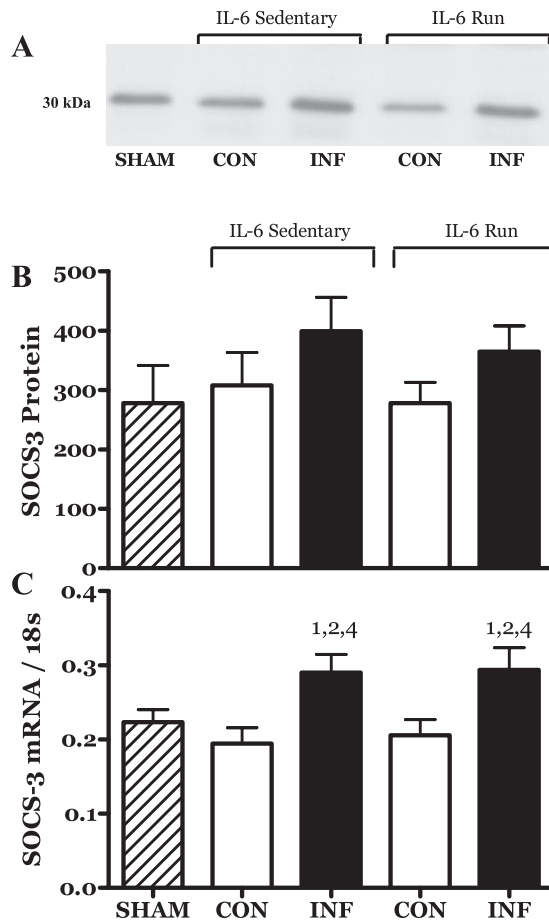 IL-6 Sedentary IL-6 Run
A
30 kDa
SHAM CON INF CON INF
IL-6 Sedentary IL-6 Run
B
SOCS3 Protein
500
400
300
200
100
0
C
SOCS-3 mRNA / 18s
0.4
0.3
0.2
0.1
0.0
1,2,4 1,2,4
SHAM CON INF CON INF